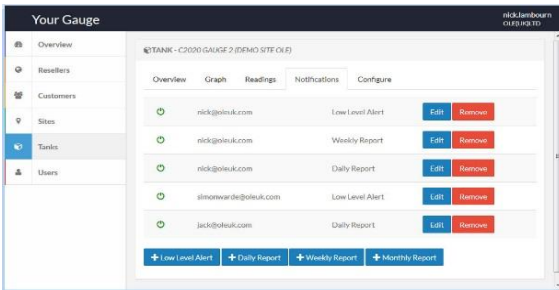 Your Gauge
nick.lambourn
OLE(UK)LTD
Overview
Resellers
Customers
Sites
Tanks
Users
TANK - C2020 GAUGE 2 (DEMO SITE OLE)
Overview Graph Readings Notifications Configure
nick@oleuk.com Low Level Alert Edit Remove
nick@oleuk.com Weekly Report Edit Remove
nick@oleuk.com Daily Report Edit Remove
simonwarde@oleuk.com Low Level Alert Edit Remove
jack@oleuk.com Daily Report Edit Remove
+ Low Level Alert + Daily Report + Weekly Report + Monthly Report